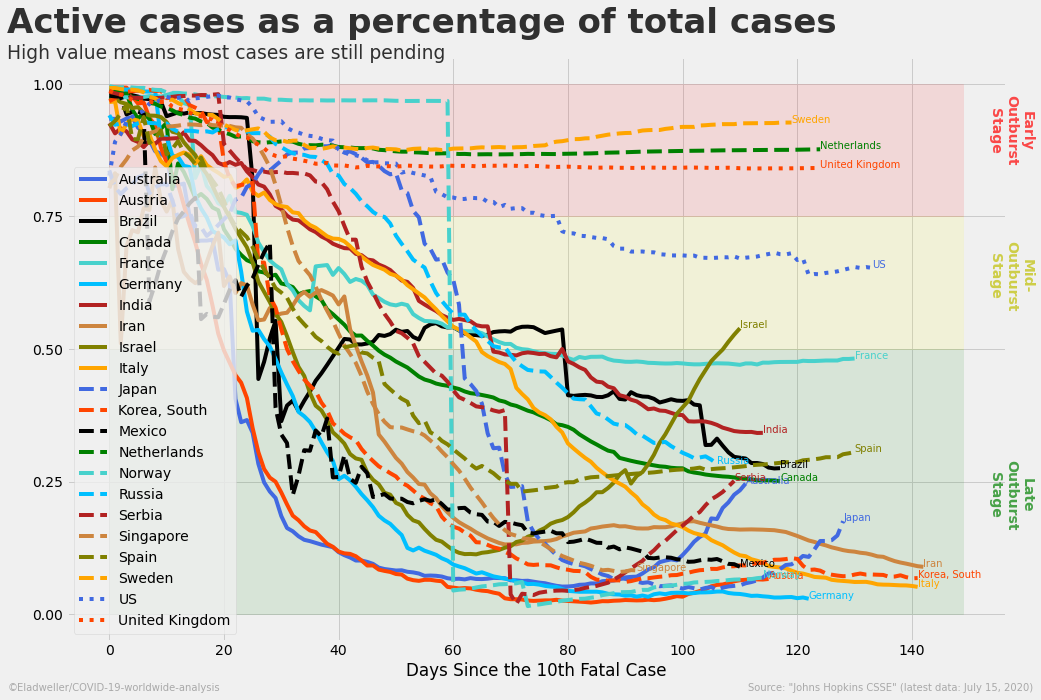 Active cases as a percentage of total cases
High value means most cases are still pending
1.00
0.75
0.50
0.25
0.00
Australia
Austria
Brazil
Canada
France
Germany
India
Iran
Israel
Italy
Japan
Korea, South
Mexico
Netherlands
Norway
Russia
Serbia
Singapore
Spain
Sweden
US
United Kingdom
Sweden
Netherlands
United Kingdom
US
Israel
France
India
Spain
Russia
Brazil
Serbia
Australia
Canada
Japan
Mexico
Singapore
Iran
Austria
Korea, South
Italy
Germany
Early
Outburst
Stage
Mid-
Outburst
Stage
Late
Outburst
Stage
0
20
40
60
80
100
120
140
Days Since the 10th Fatal Case
©Eladweller/COVID-19-worldwide-analysis
Source: "Johns Hopkins CSSE" (latest data: July 15, 2020)